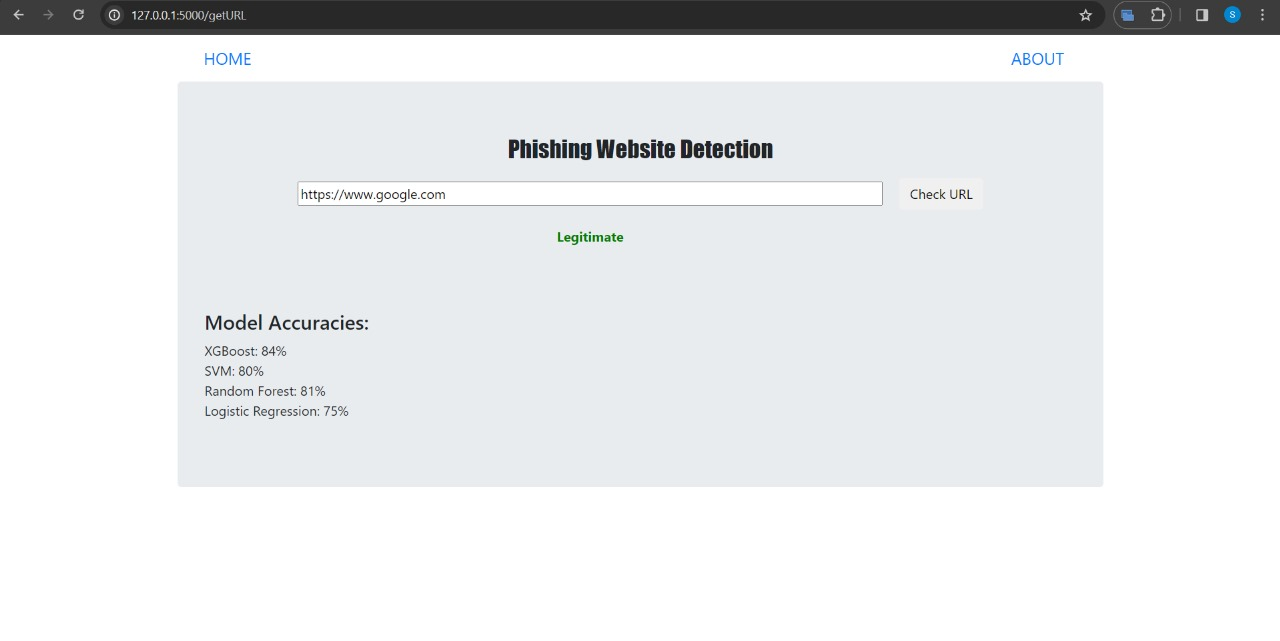 127.0.0.1:5000/getURL
S
HOME
ABOUT
Phishing Website Detection
https://www.google.com
Check URL
Legitimate
Model Accuracies:
XGBoost: 84%
SVM: 80%
Random Forest: 81%
Logistic Regression: 75%